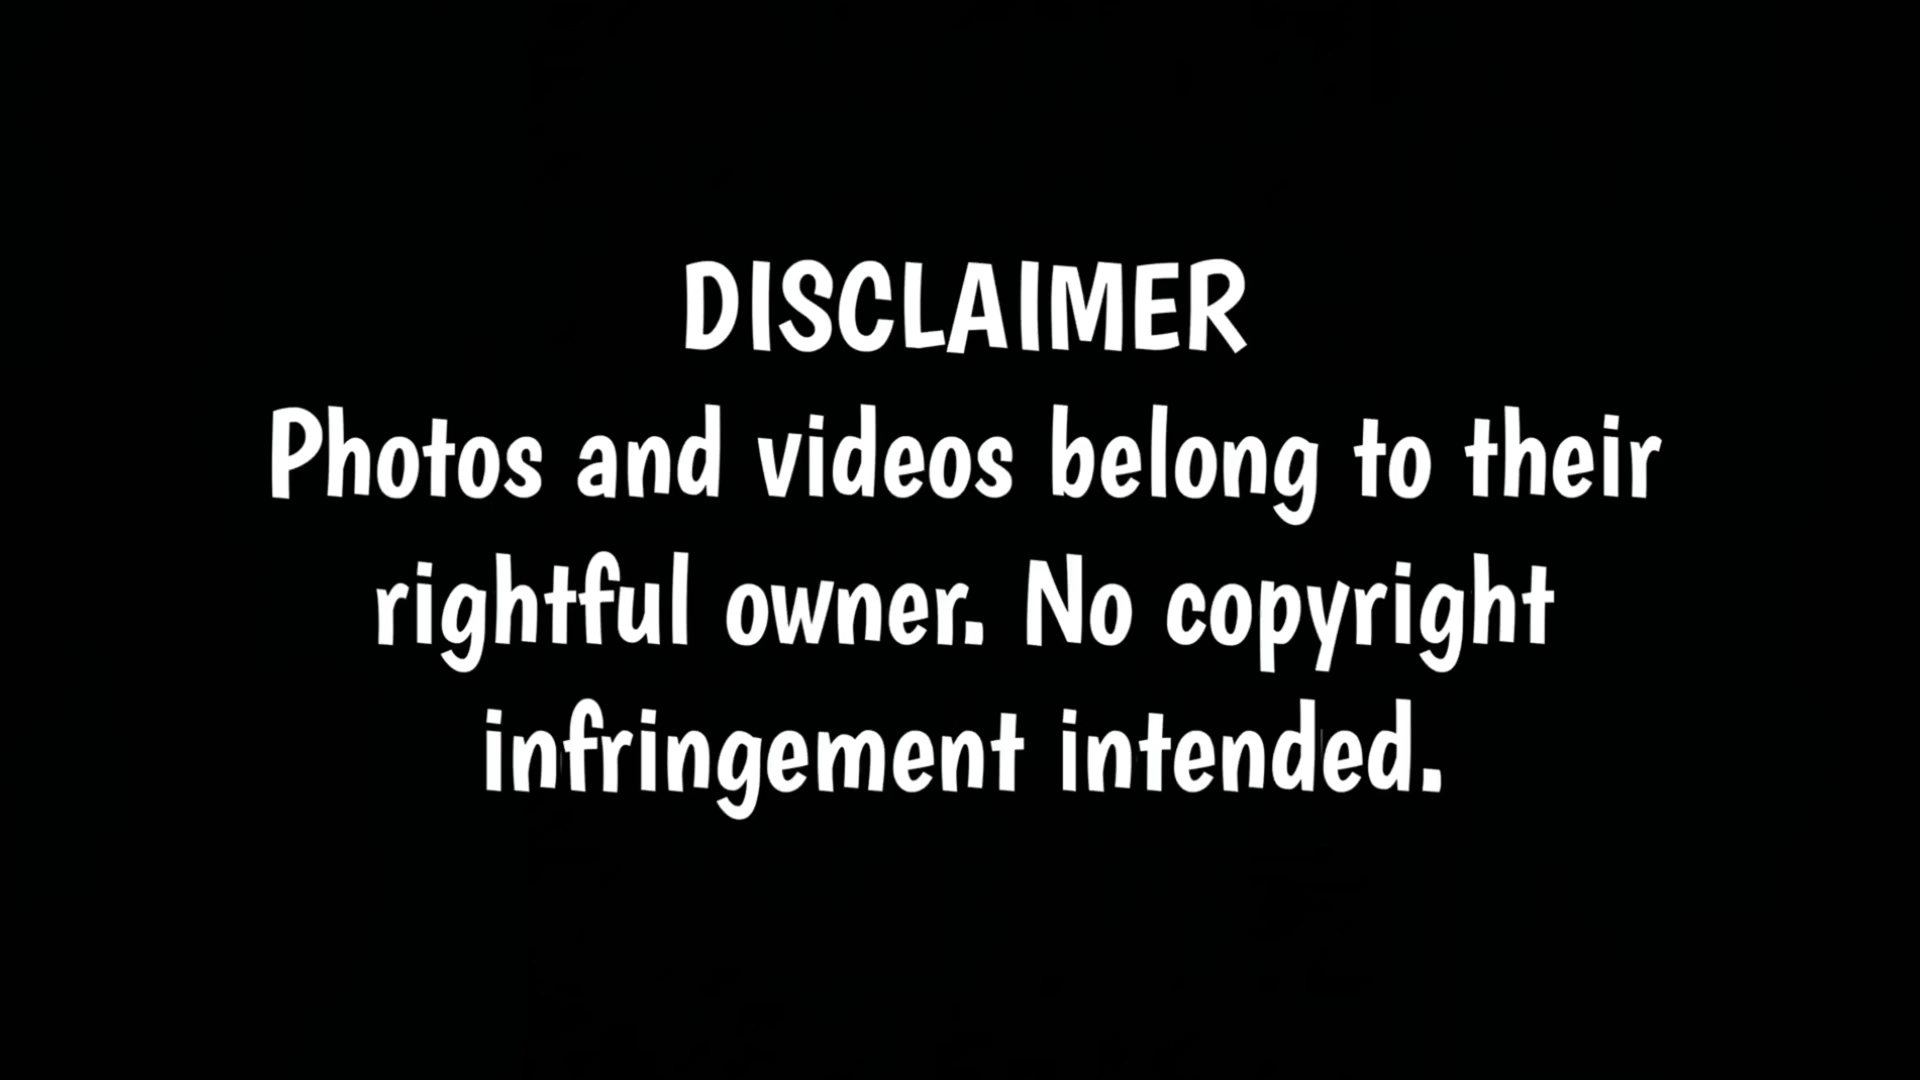 DISCLAIMER
Photos and videos belong to their
rightful owner. No copyright
infringement intended.